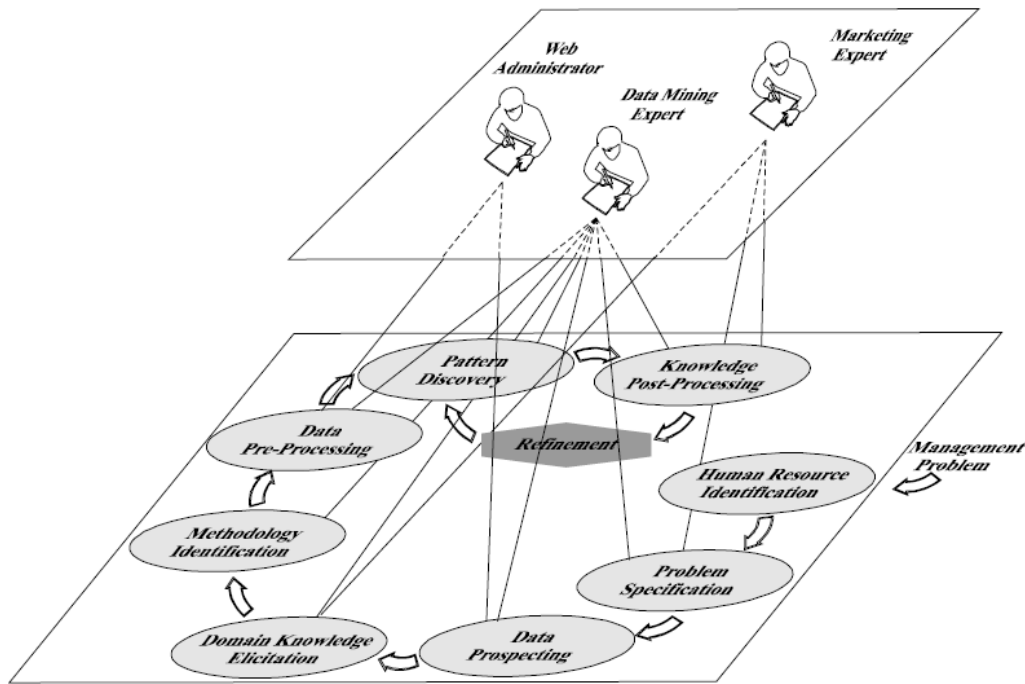 Marketing
Expert
Web
Administrator
Data Mining
Expert
Pattern
Discovery
Knowledge
Post-Processing
Data
Pre-Processing
Refinement
Management
Problem
Human Resource
Identification
Methodology
Identification
Problem
Specification
Domain Knowledge
Elicitation
Data
Prospecting